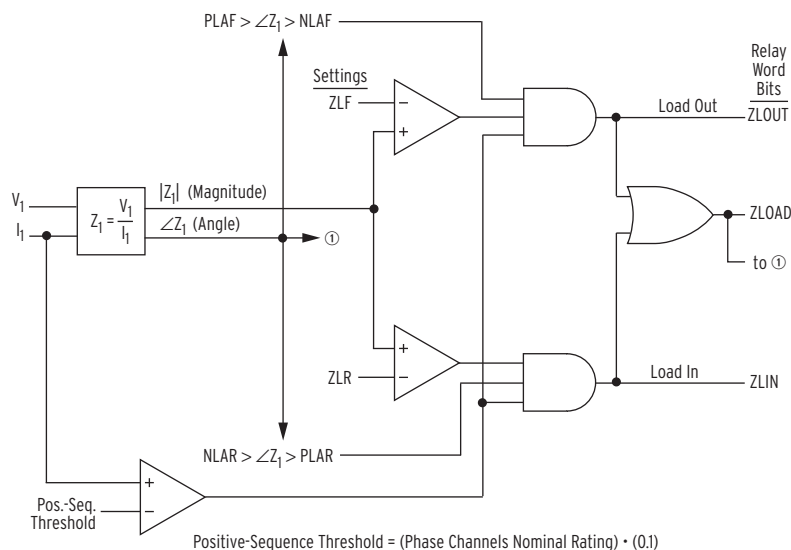 PLAF > ∠Z₁ > NLAF
Relay
Word
Bits
Settings
ZLF
−
+
Load Out
ZLOUT
V₁
I₁
Z₁ = V₁/I₁
|Z₁| (Magnitude)
∠Z₁ (Angle)
①
ZLOAD
to ①
+
−
ZLR
Load In
ZLIN
NLAR > ∠Z₁ > PLAR
+
−
Pos.-Seq.
Threshold
Positive-Sequence Threshold = (Phase Channels Nominal Rating) • (0.1)